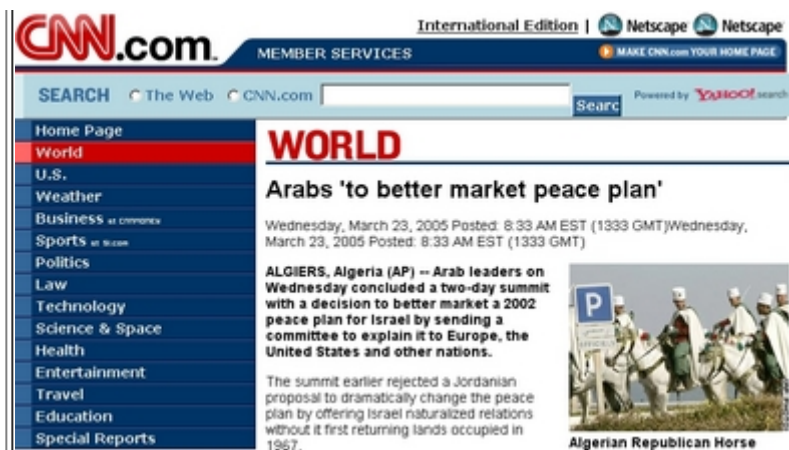 CNN.com
International Edition | Netscape Netscape
MEMBER SERVICES
MAKE CNN.com YOUR HOME PAGE
SEARCH The Web CNN.com
Searc
Powered by YAHOO! search
Home Page
World
U.S.
Weather
Business at CNNMONEY
Sports at SI.com
Politics
Law
Technology
Science & Space
Health
Entertainment
Travel
Education
Special Reports
WORLD
Arabs 'to better market peace plan'
Wednesday, March 23, 2005 Posted: 8:33 AM EST (1333 GMT)Wednesday,
March 23, 2005 Posted: 8:33 AM EST (1333 GMT)
ALGIERS, Algeria (AP) -- Arab leaders on
Wednesday concluded a two-day summit
with a decision to better market a 2002
peace plan for Israel by sending a
committee to explain it to Europe, the
United States and other nations.
The summit earlier rejected a Jordanian
proposal to dramatically change the peace
plan by offering Israel naturalized relations
without it first returning lands occupied in
1967.
P
Algerian Republican Horse